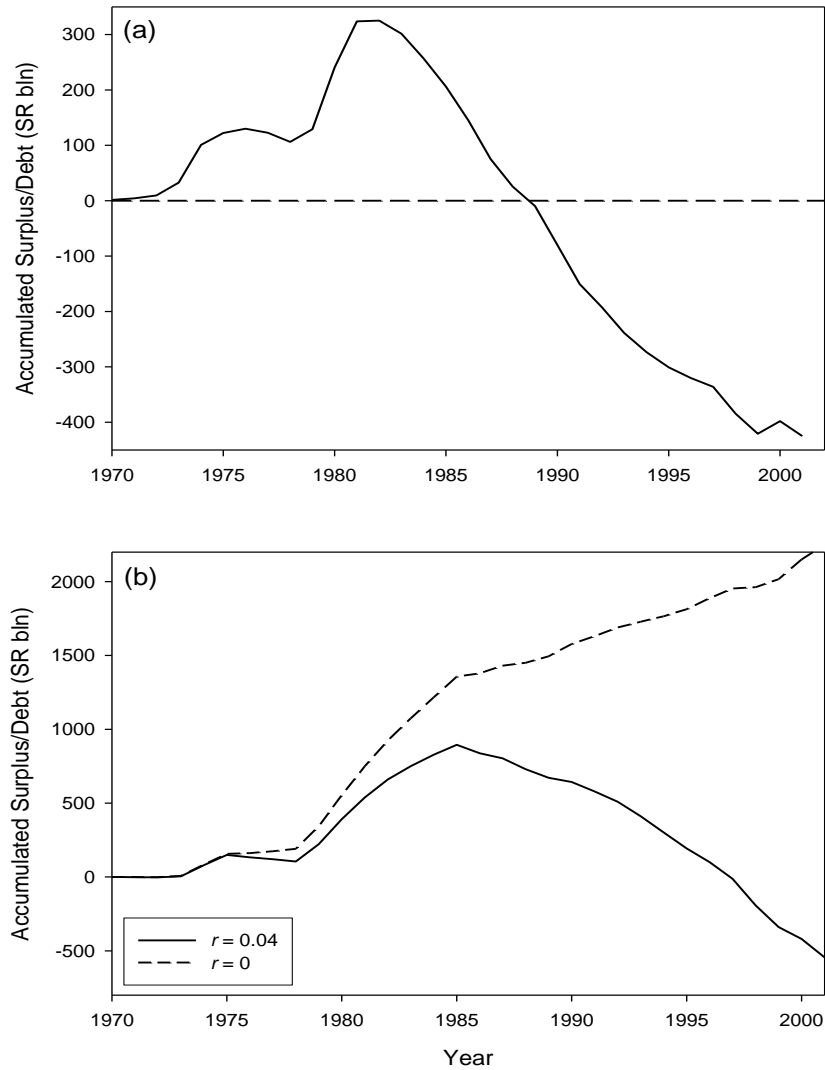 (a)
Accumulated Surplus/Debt (SR bln)
300
200
100
0
-100
-200
-300
-400
1970 1975 1980 1985 1990 1995 2000
(b)
Accumulated Surplus/Debt (SR bln)
2000
1500
1000
500
0
-500
r = 0.04
r = 0
1970 1975 1980 1985 1990 1995 2000
Year